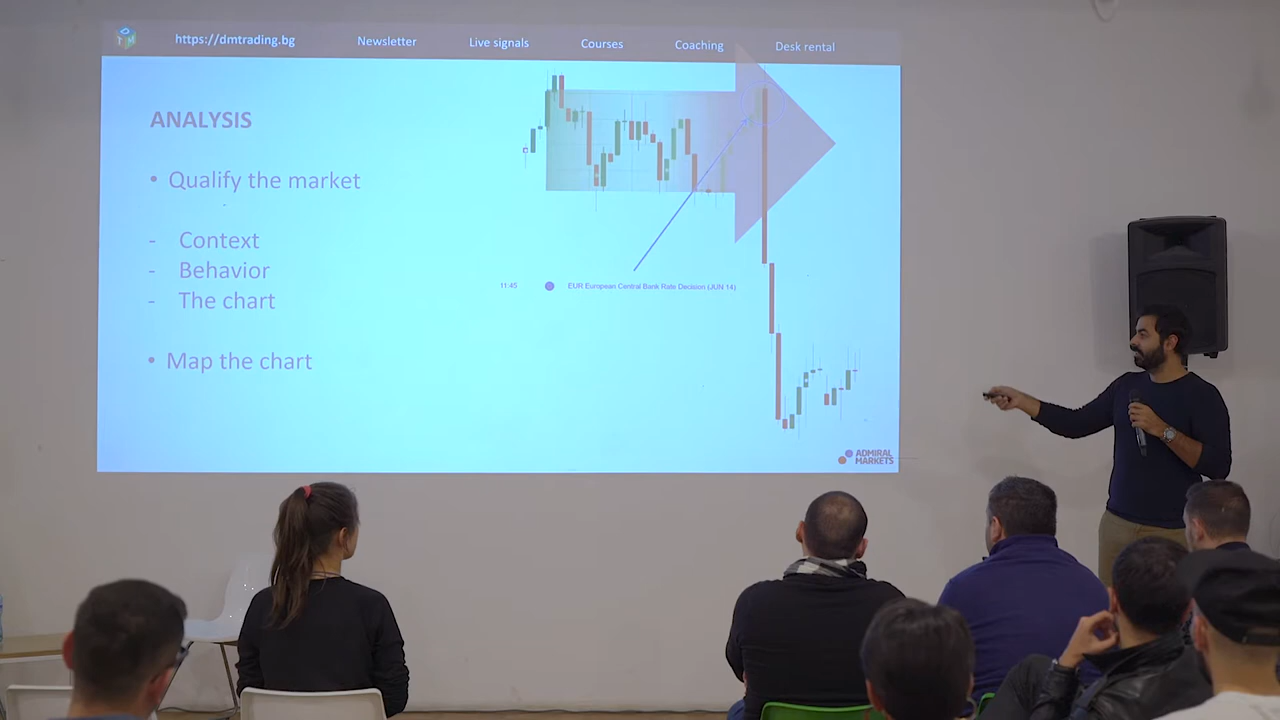 https://dmtrading.bg Newsletter Live signals Courses Coaching Desk rental
ANALYSIS
• Qualify the market
- Context
- Behavior
- The chart
• Map the chart
11:45 EUR European Central Bank Rate Decision (JUN 14)
ADMIRAL
MARKETS